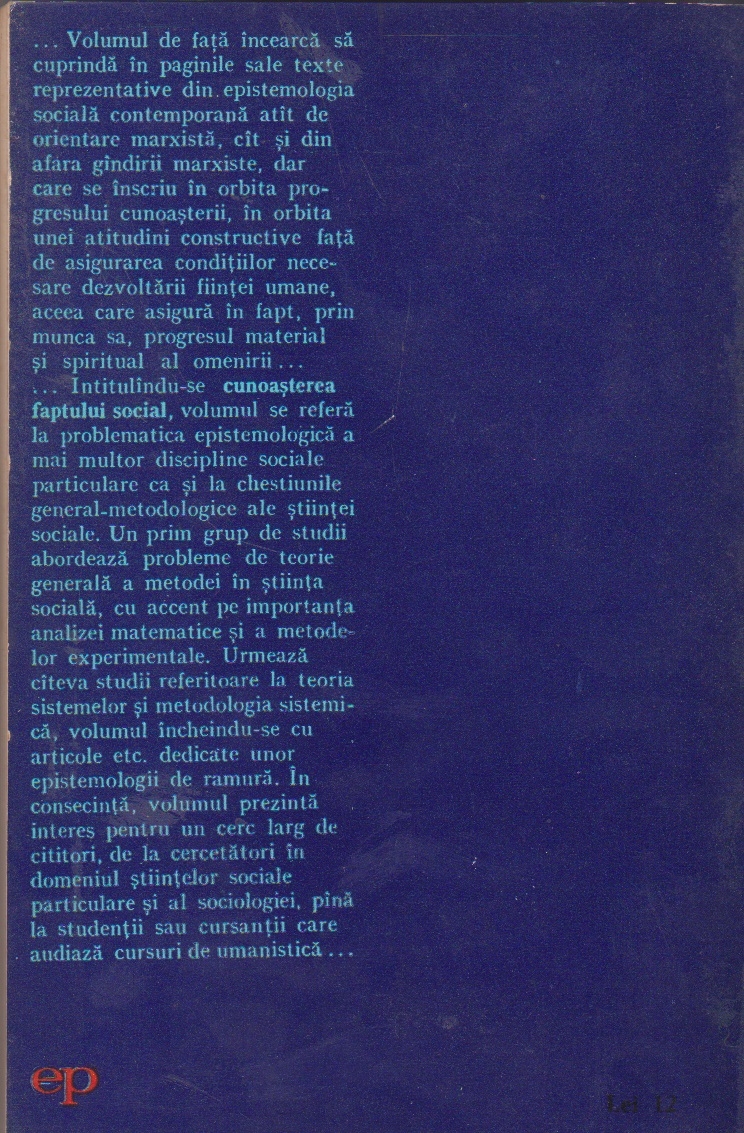 ... Volumul de față încearcă să
cuprindă în paginile sale texte
reprezentative din epistemologia
socială contemporană atît de
orientare marxistă, cît și din
afara gîndirii marxiste, dar
care se înscriu în orbita pro-
gresului cunoașterii, în orbita
unei atitudini constructive față
de asigurarea condițiilor nece-
sare dezvoltării ființei umane,
aceea care asigură în fapt, prin
munca sa, progresul material
și spiritual al omenirii...
... Intitulîndu-se cunoașterea
faptului social, volumul se referă
la problematica epistemologică a
mai multor discipline sociale
particulare ca și la chestiunile
general-metodologice ale științei
sociale. Un prim grup de studii
abordează probleme de teorie
generală a metodei în știința
socială, cu accent pe importanța
analizei matematice și a metode-
lor experimentale. Urmează
cîteva studii referitoare la teoria
sistemelor și metodologia sistemi-
că, volumul încheindu-se cu
articole etc. dedicate unor
epistemologii de ramură. În
consecință, volumul prezintă
interes pentru un cerc larg de
cititori, de la cercetători în
domeniul științelor sociale
particulare și al sociologiei, pînă
la studenții sau cursanții care
audiază cursuri de umanistică...
ep
Lei 12